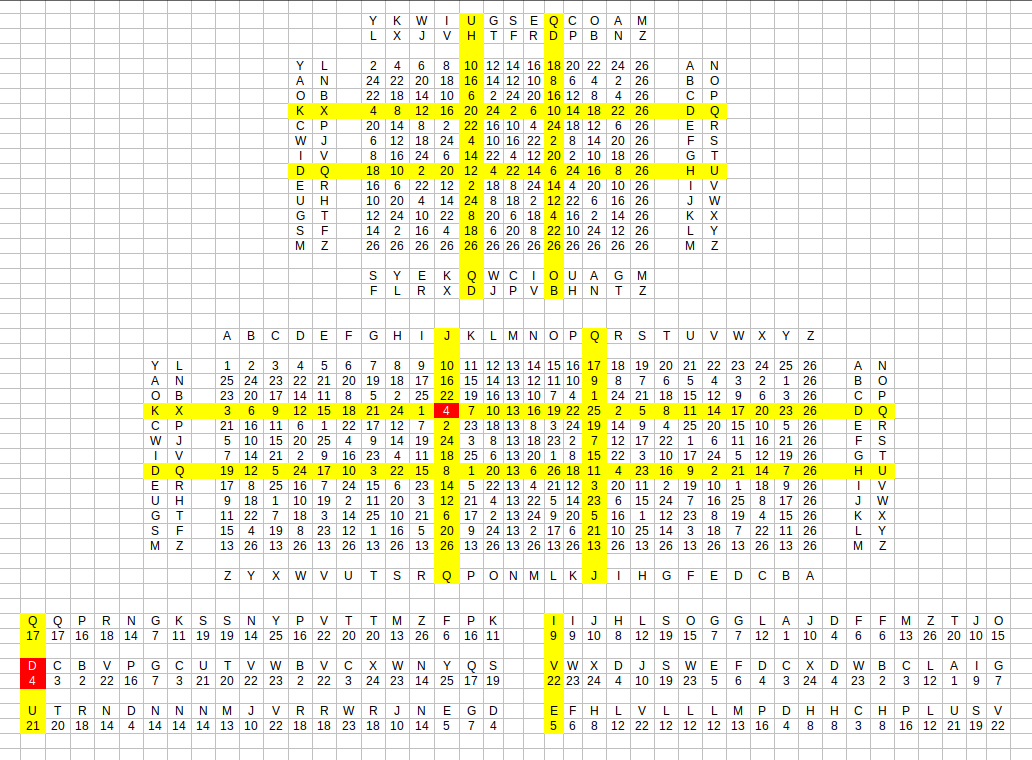 Y K W I U G S E Q C O A M
L X J V H T F R D P B N Z
Y L 2 4 6 8 10 12 14 16 18 20 22 24 26 A N
A N 24 22 20 18 16 14 12 10 8 6 4 2 26 B O
O B 22 18 14 10 6 2 24 20 16 12 8 4 26 C P
K X 4 8 12 16 20 24 2 6 10 14 18 22 26 D Q
C P 20 14 8 2 22 16 10 4 24 18 12 6 26 E R
W J 6 12 18 24 4 10 16 22 2 8 14 20 26 F S
I V 8 16 24 6 14 22 4 12 20 2 10 18 26 G T
D Q 18 10 2 20 12 4 22 14 6 24 16 8 26 H U
E R 16 6 22 12 2 18 8 24 14 4 20 10 26 I V
U H 10 20 4 14 24 8 18 2 12 22 6 16 26 J W
G T 12 24 10 22 8 20 6 18 4 16 2 14 26 K X
S F 14 2 16 4 18 6 20 8 22 10 24 12 26 L Y
M Z 26 26 26 26 26 26 26 26 26 26 26 26 26 M Z
S Y E K Q W C I O U A G M
F L R X D J P V B H N T Z
A B C D E F G H I J K L M N O P Q R S T U V W X Y Z
Y L 1 2 3 4 5 6 7 8 9 10 11 12 13 14 15 16 17 18 19 20 21 22 23 24 25 26 A N
A N 25 24 23 22 21 20 19 18 17 16 15 14 13 12 11 10 9 8 7 6 5 4 3 2 1 26 B O
O B 23 20 17 14 11 8 5 2 25 22 19 16 13 10 7 4 1 24 21 18 15 12 9 6 3 26 C P
K X 3 6 9 12 15 18 21 24 1 4 7 10 13 16 19 22 25 2 5 8 11 14 17 20 23 26 D Q
C P 21 16 11 6 1 22 17 12 7 2 23 18 13 8 3 24 19 14 9 4 25 20 15 10 5 26 E R
W J 5 10 15 20 25 4 9 14 19 24 3 8 13 18 23 2 7 12 17 22 1 6 11 16 21 26 F S
I V 7 14 21 2 9 16 23 4 11 18 25 6 13 20 1 8 15 22 3 10 17 24 5 12 19 26 G T
D Q 19 12 5 24 17 10 3 22 15 8 1 20 13 6 26 18 11 4 23 16 9 2 21 14 7 26 H U
E R 17 8 25 16 7 24 15 6 23 14 5 22 13 4 21 12 3 20 11 2 19 10 1 18 9 26 I V
U H 9 18 1 10 19 2 11 20 3 12 21 4 13 22 5 14 23 6 15 24 7 16 25 8 17 26 J W
G T 11 22 7 18 3 14 25 10 21 6 17 2 13 24 9 20 5 16 1 12 23 8 19 4 15 26 K X
S F 15 4 19 8 23 12 1 16 5 20 9 24 13 2 17 6 21 10 25 14 3 18 7 22 11 26 L Y
M Z 13 26 13 26 13 26 13 26 13 26 13 26 13 26 13 26 13 26 13 26 13 26 13 26 13 26 M Z
Z Y X W V U T S R Q P O N M L K J I H G F E D C B A
Q Q P R N G K S S N Y P V T T M Z F P K I I J H L S O G G L A J D F F M Z T J O
17 17 16 18 14 7 11 19 19 14 25 16 22 20 20 13 26 6 16 11 9 9 10 8 12 19 15 7 7 12 1 10 4 6 6 13 26 20 10 15
D C B V P G C U T V W B V C X W N Y Q S V W X D J S W E F D C X D W B C L A I G
4 3 2 22 16 7 3 21 20 22 23 2 22 3 24 23 14 25 17 19 22 23 24 4 10 19 23 5 6 4 3 24 4 23 2 3 12 1 9 7
U T R N D N N N M J V R R W R J N E G D E F H L V L L L M P D H H C H P L U S V
21 20 18 14 4 14 14 14 13 10 22 18 18 23 18 10 14 5 7 4 5 6 8 12 22 12 12 12 13 16 4 8 8 3 8 16 12 21 19 22